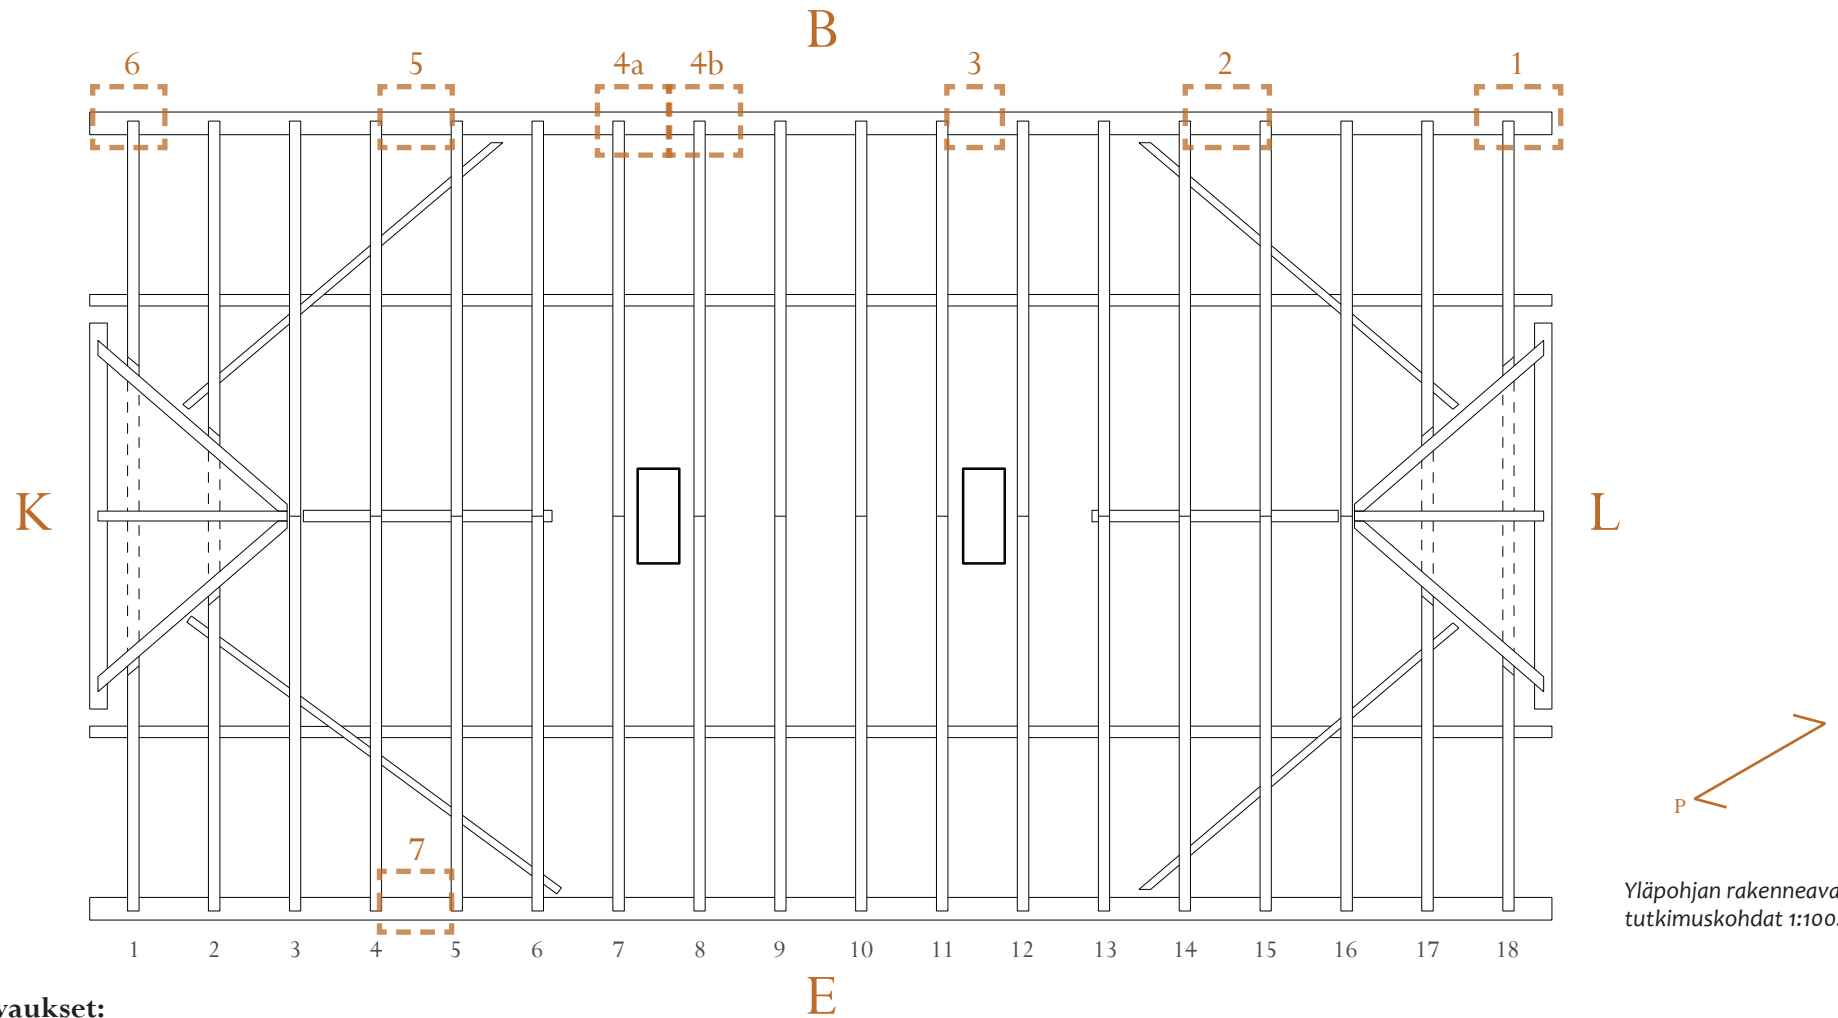 B
6 5 4a 4b 3 2 1
K L
P
7
Yläpohjan rakenneava
tutkimuskohdat 1:100.
1 2 3 4 5 6 7 8 9 10 11 12 13 14 15 16 17 18
E
vaukset: